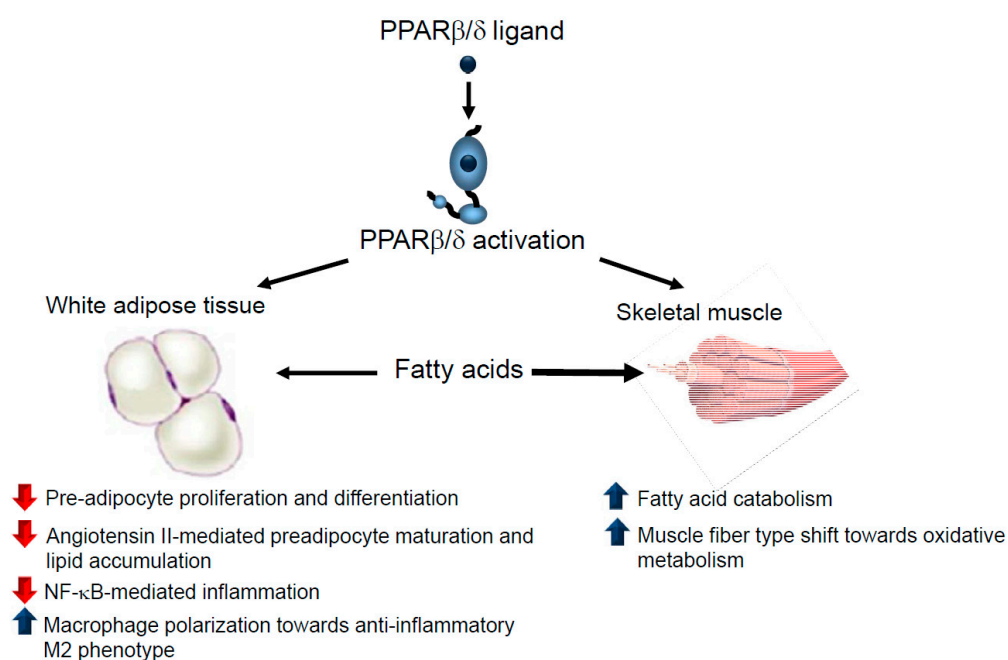 PPARβ/δ ligand
PPARβ/δ activation
White adipose tissue
Skeletal muscle
Fatty acids
Pre-adipocyte proliferation and differentiation
Angiotensin II-mediated preadipocyte maturation and
lipid accumulation
NF-κB-mediated inflammation
Macrophage polarization towards anti-inflammatory
M2 phenotype
Fatty acid catabolism
Muscle fiber type shift towards oxidative
metabolism